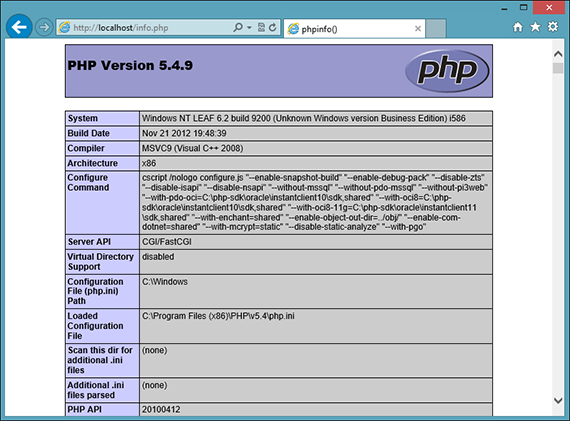 http://localhost/info.php
phpinfo()
PHP Version 5.4.9
php
System Windows NT LEAF 6.2 build 9200 (Unknown Windows version Business Edition) i586
Build Date Nov 21 2012 19:48:39
Compiler MSVC9 (Visual C++ 2008)
Architecture x86
Configure Command
cscript /nologo configure.js "--enable-snapshot-build" "--enable-debug-pack" "--disable-zts"
"--disable-isapi" "--disable-nsapi" "--without-mssql" "--without-pdo-mssql" "--without-pi3web"
"--with-pdo-oci=C:\php-sdk\oracle\instantclient10\sdk,shared" "--with-oci8=C:\php-
sdk\oracle\instantclient10\sdk,shared" "--with-oci8-11g=C:\php-sdk\oracle\instantclient11
\sdk,shared" "--with-enchant=shared" "--enable-object-out-dir=../obj/" "--enable-com-
dotnet=shared" "--with-mcrypt=static" "--disable-static-analyze" "--with-pgo"
Server API CGI/FastCGI
Virtual Directory Support disabled
Configuration File (php.ini) Path C:\Windows
Loaded Configuration File C:\Program Files (x86)\PHP\v5.4\php.ini
Scan this dir for additional .ini files (none)
Additional .ini files parsed (none)
PHP API 20100412